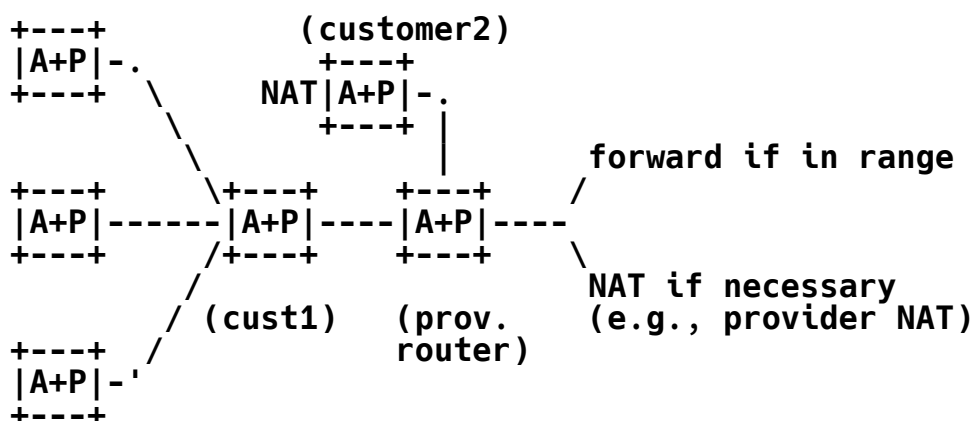 +---+          (customer2)
|A+P|-.          +---+
+---+  \      NAT|A+P|-.
        \        +---+ |
         \             |       forward if in range
+---+     \+---+    +---+    /
|A+P|------|A+P|----|A+P|----
+---+     /+---+    +---+    \
         /                     NAT if necessary
        / (cust1)   (prov.    (e.g., provider NAT)
+---+  /            router)
|A+P|-'
+---+